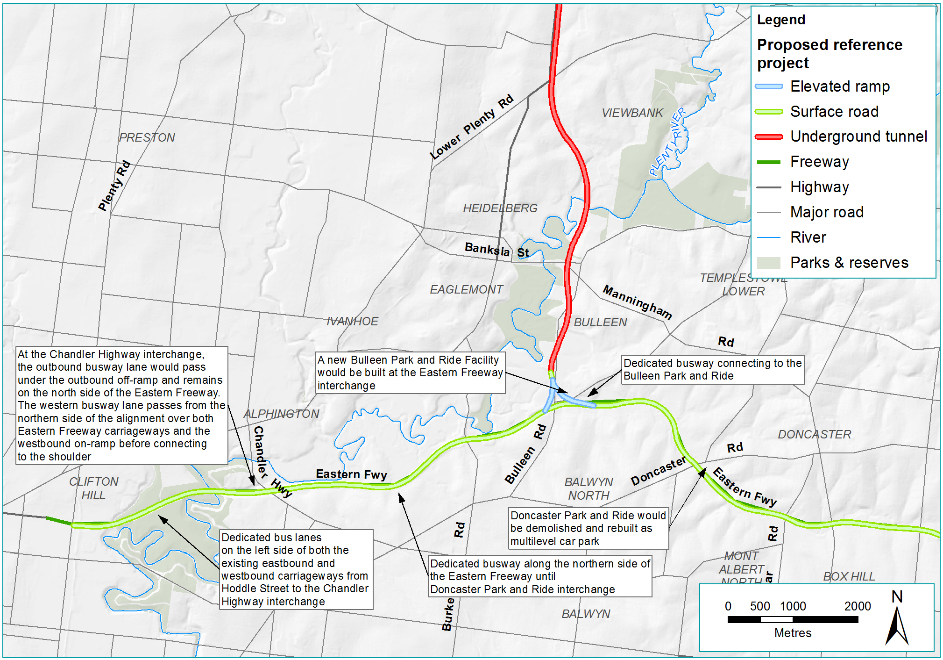 Legend
Proposed reference
project
Elevated ramp
Surface road
Underground tunnel
Freeway
Highway
Major road
River
Parks & reserves
PRESTON
Plenty Rd
Lower Plenty Rd
VIEWBANK
PLENTY RIVER
HEIDELBERG
Banksia St
EAGLEMONT
TEMPLESTOWE
LOWER
Manningham
Rd
IVANHOE
BULLEEN
At the Chandler Highway interchange,
the outbound busway lane would pass
under the outbound off-ramp and remains
on the north side of the Eastern Freeway.
The western busway lane passes from the
northern side of the alignment over both
Eastern Freeway carriageways and the
westbound on-ramp before connecting
to the shoulder
A new Bulleen Park and Ride Facility
would be built at the Eastern Freeway
interchange
Dedicated busway connecting to the
Bulleen Park and Ride
ALPHINGTON
Chandler Hwy
Eastern Fwy
Bulleen Rd
DONCASTER
Doncaster
Rd
CLIFTON
HILL
BALWYN
NORTH
Eastern Fwy
Doncaster Park and Ride would
be demolished and rebuilt as
multilevel car park
Dedicated bus lanes
on the left side of both the
existing eastbound and
westbound carriageways from
Hoddle Street to the Chandler
Highway interchange
Rd
Burke
Dedicated busway along the northern side of
the Eastern Freeway until
Doncaster Park and Ride interchange
Rd
MONT
ALBERT
NORTH
BOX HILL
BALWYN
0 500 1000 2000
Metres
N